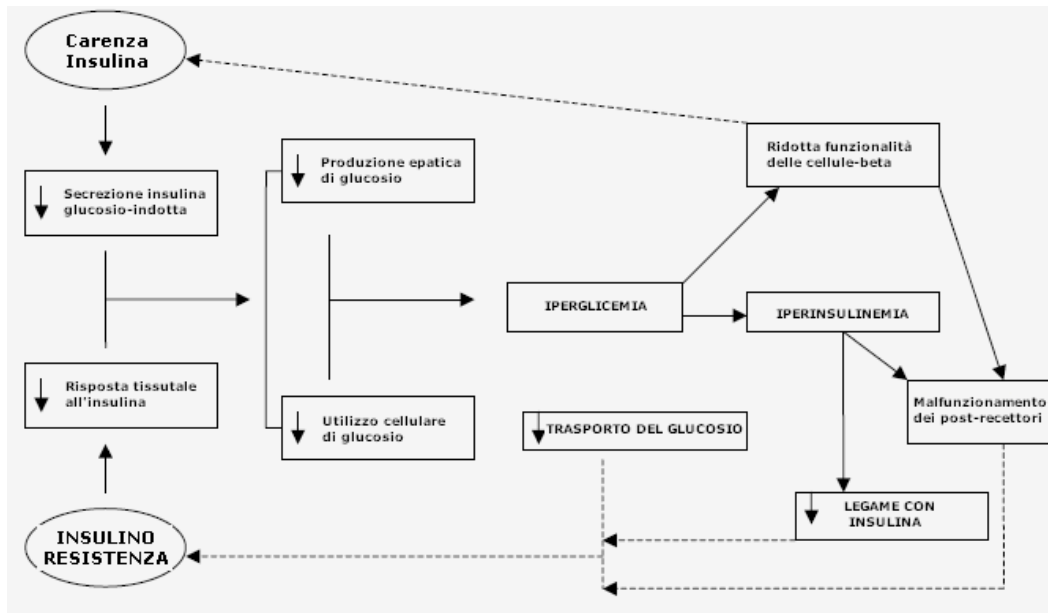 Carenza
Insulina
Secrezione insulina
glucosio-indotta
Risposta tissutale
all'insulina
INSULINO
RESISTENZA
Produzione epatica
di glucosio
Utilizzo cellulare
di glucosio
IPERGLICEMIA
Ridotta funzionalità
delle cellule-beta
IPERINSULINEMIA
Malfunzionamento
dei post-recettori
TRASPORTO DEL GLUCOSIO
LEGAME CON
INSULINA